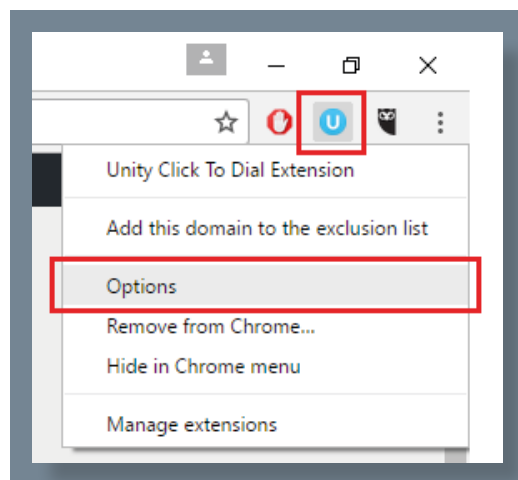 U
Unity Click To Dial Extension
Add this domain to the exclusion list
Options
Remove from Chrome...
Hide in Chrome menu
Manage extensions